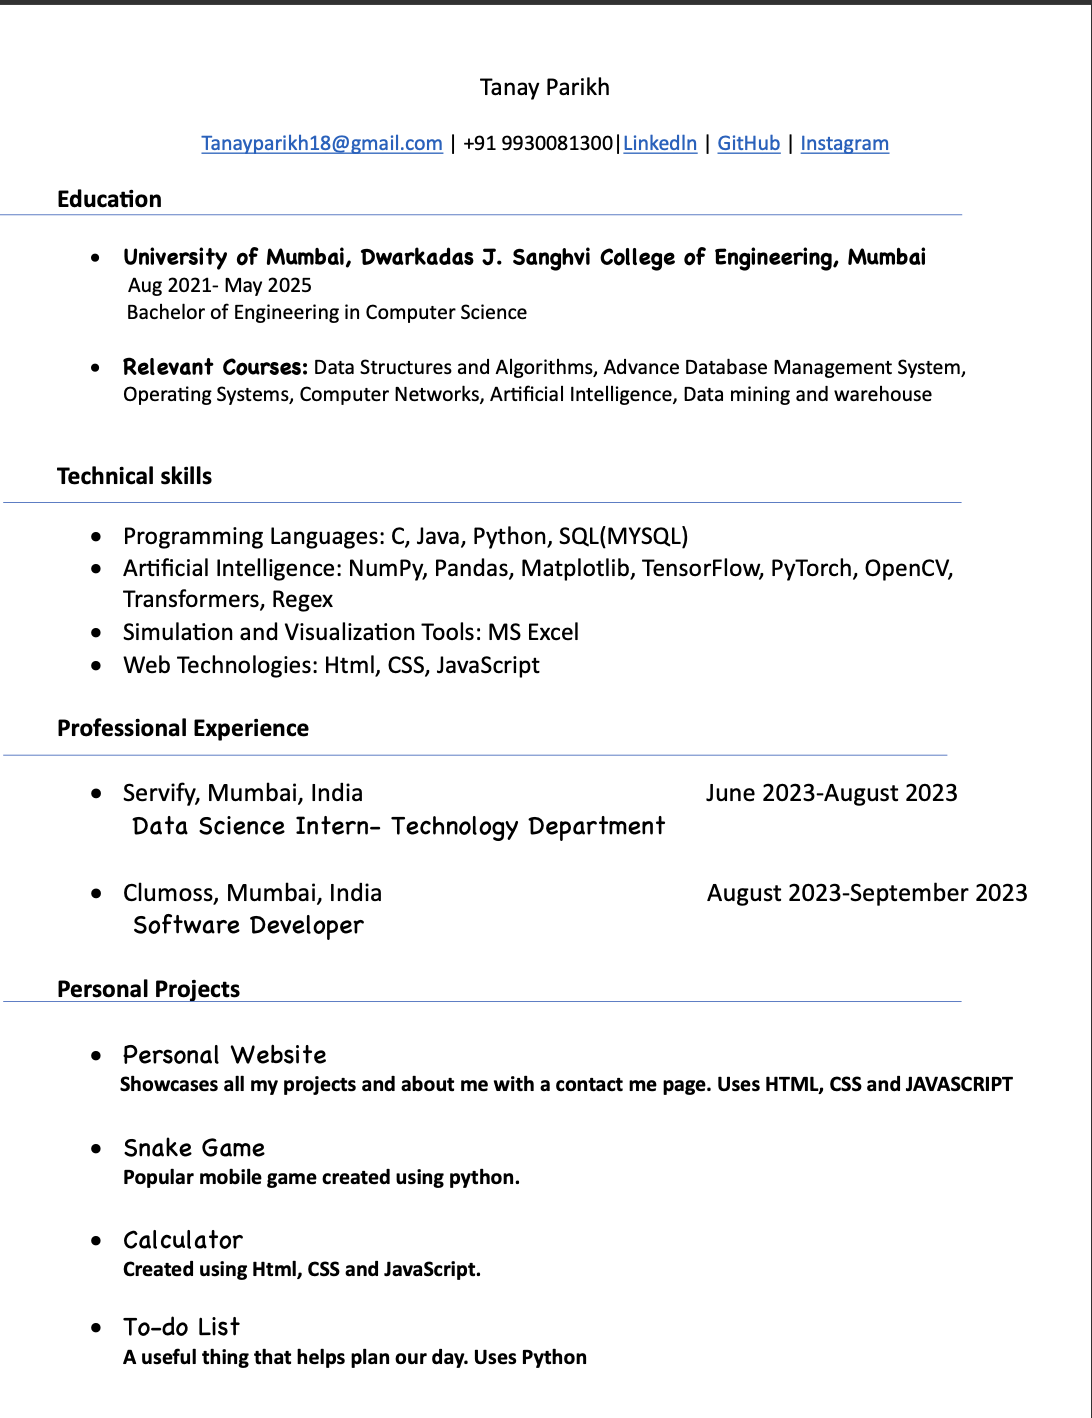 Tanay Parikh
Tanayparikh18@gmail.com | +91 9930081300|LinkedIn | GitHub | Instagram
Education
• University of Mumbai, Dwarkadas J. Sanghvi College of Engineering, Mumbai
Aug 2021- May 2025
Bachelor of Engineering in Computer Science
• Relevant Courses: Data Structures and Algorithms, Advance Database Management System,
Operating Systems, Computer Networks, Artificial Intelligence, Data mining and warehouse
Technical skills
• Programming Languages: C, Java, Python, SQL(MYSQL)
• Artificial Intelligence: NumPy, Pandas, Matplotlib, TensorFlow, PyTorch, OpenCV,
Transformers, Regex
• Simulation and Visualization Tools: MS Excel
• Web Technologies: Html, CSS, JavaScript
Professional Experience
• Servify, Mumbai, India June 2023-August 2023
Data Science Intern- Technology Department
• Clumoss, Mumbai, India August 2023-September 2023
Software Developer
Personal Projects
• Personal Website
Showcases all my projects and about me with a contact me page. Uses HTML, CSS and JAVASCRIPT
• Snake Game
Popular mobile game created using python.
• Calculator
Created using Html, CSS and JavaScript.
• To-do List
A useful thing that helps plan our day. Uses Python